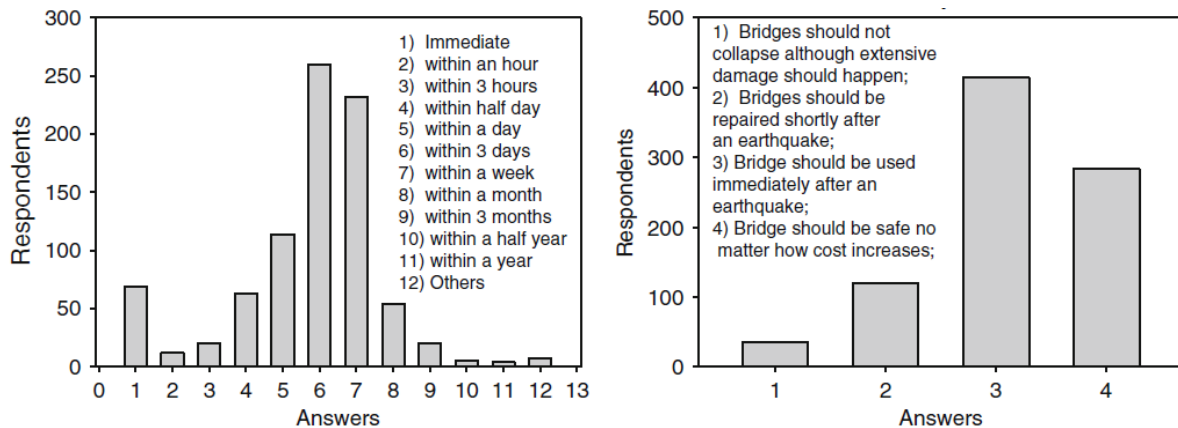 300
250
200
150
100
50
0
Respondents
1) Immediate
2) within an hour
3) within 3 hours
4) within half day
5) within a day
6) within 3 days
7) within a week
8) within a month
9) within 3 months
10) within a half year
11) within a year
12) Others
0 1 2 3 4 5 6 7 8 9 10 11 12 13
Answers
500
400
300
200
100
0
Respondents
1) Bridges should not
collapse although extensive
damage should happen;
2) Bridges should be
repaired shortly after
an earthquake;
3) Bridge should be used
immediately after an
earthquake;
4) Bridge should be safe no
matter how cost increases;
1 2 3 4
Answers